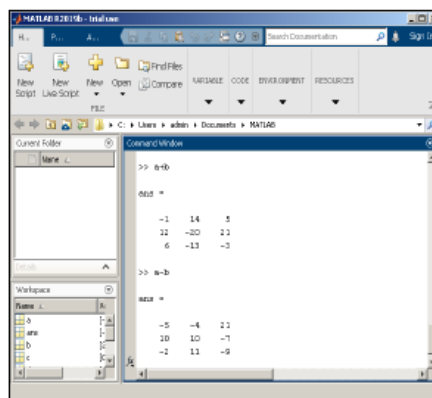 MATLAB R2019b - trial use
H... P... A... Search Documentation Sign In
New Script New Live Script New Open Find Files Compare VARIABLE CODE ENVIRONMENT RESOURCES
FILE
C: Users admin Documents MATLAB
Current Folder
Name
Details
Workspace
Name
a
ans
b
c
Command Window
>> a+b
ans =
-1 14 5
12 -20 21
6 -13 -3
>> a-b
ans =
-5 -4 21
10 10 -7
-2 11 -9
fx